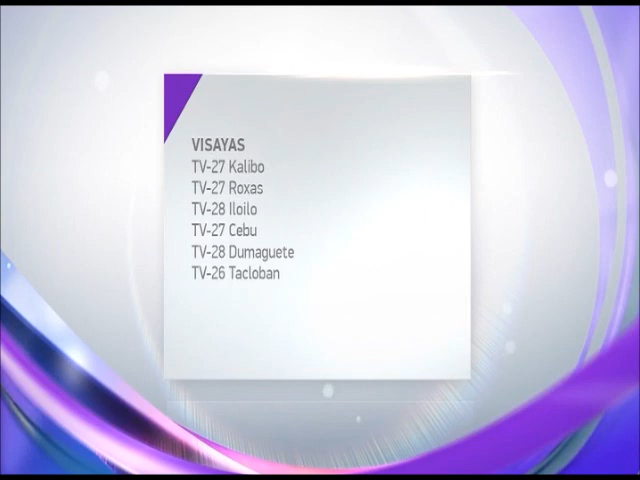 VISAYAS
TV-27 Kalibo
TV-27 Roxas
TV-28 Iloilo
TV-27 Cebu
TV-28 Dumaguete
TV-26 Tacloban